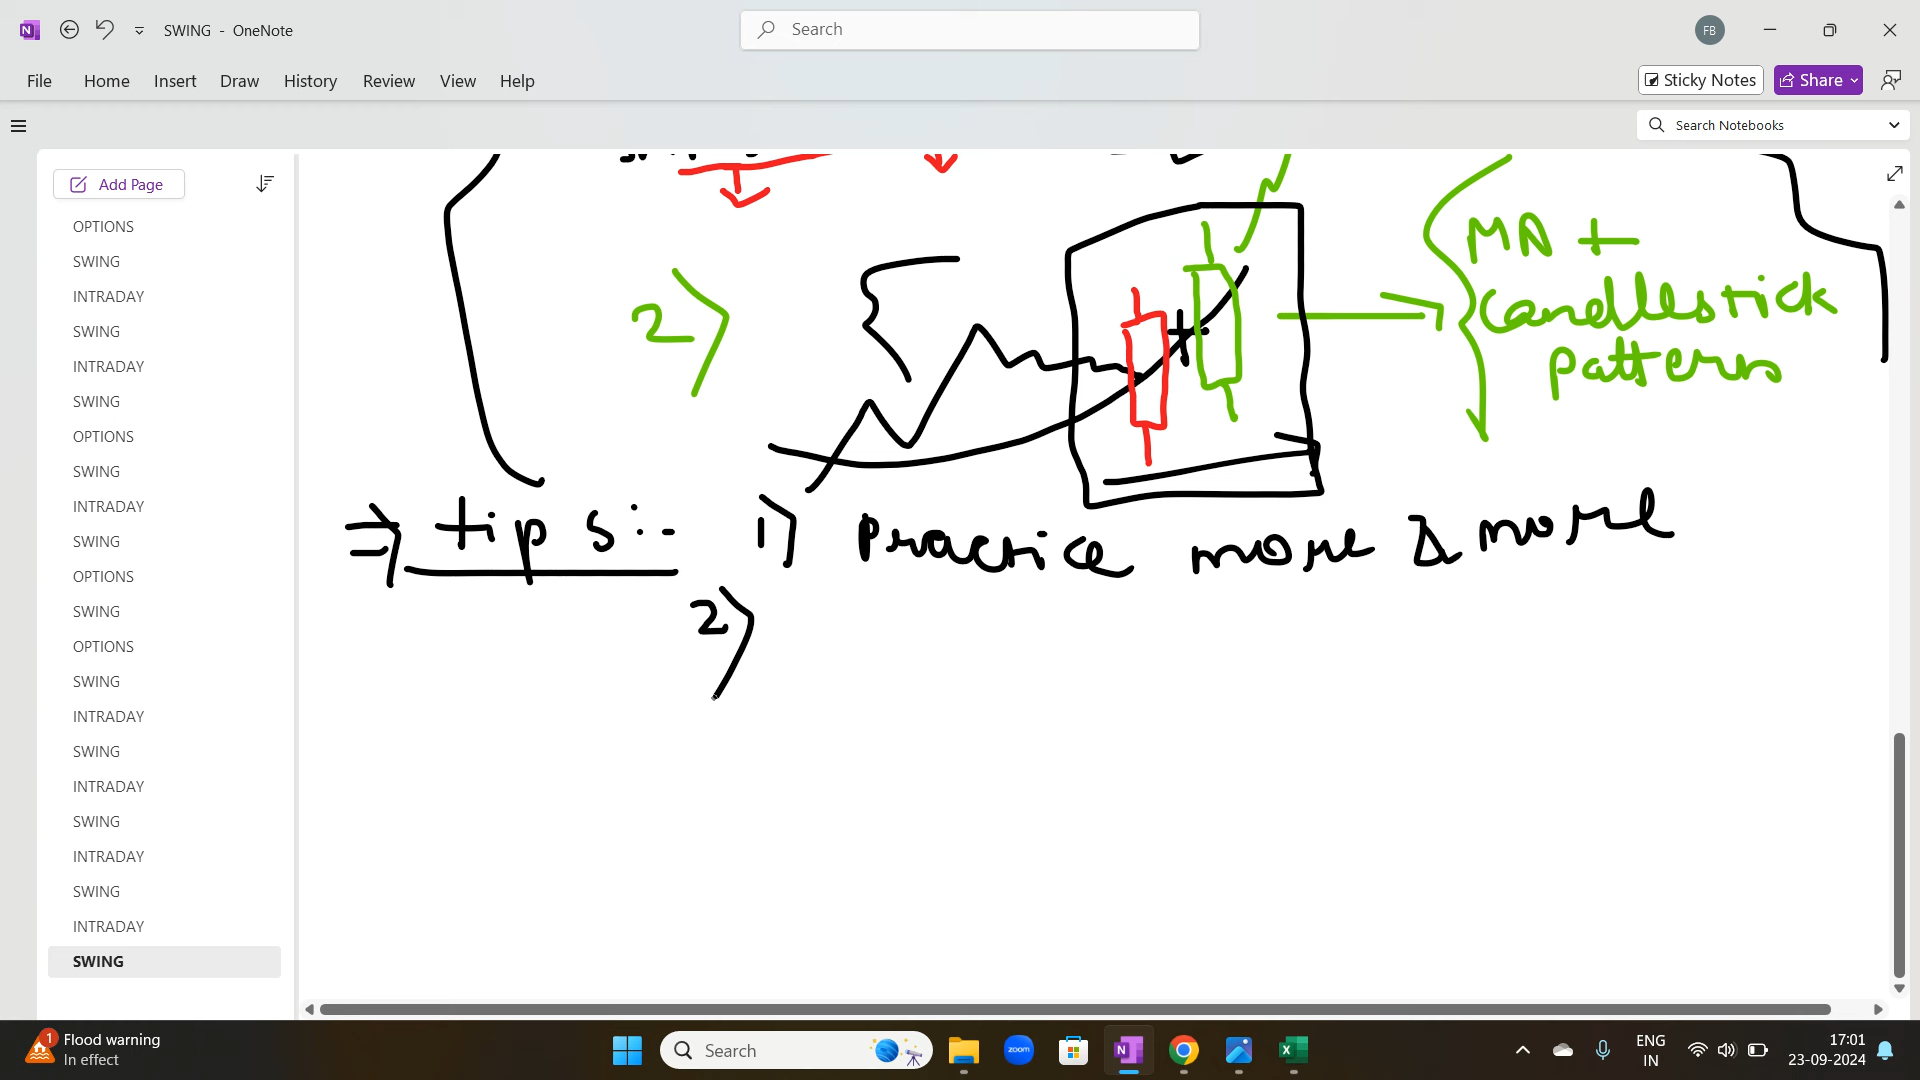 SWING - OneNote
Search
FB
File Home Insert Draw History Review View Help
Sticky Notes
Share
Search Notebooks
Add Page
OPTIONS
SWING
INTRADAY
SWING
INTRADAY
SWING
OPTIONS
SWING
INTRADAY
SWING
OPTIONS
SWING
OPTIONS
SWING
INTRADAY
SWING
INTRADAY
SWING
INTRADAY
SWING
INTRADAY
SWING
2)
MA +
Candlestick
patterns
=> tips:- 1) Practice more & more
2)
1
Flood warning
In effect
Search
zoom
ENG
IN
17:01
23-09-2024